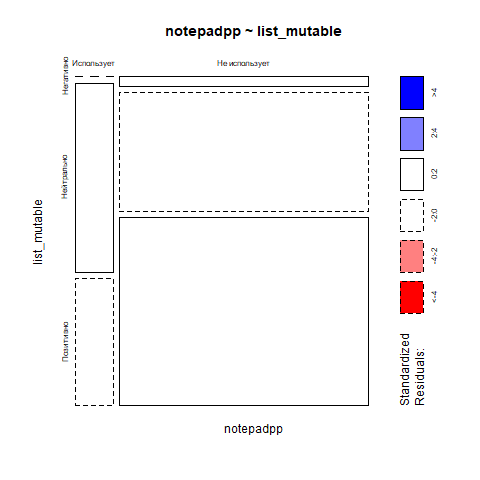 notepadpp ~ list_mutable
Использует
Не использует
Негативно
Нейтрально
Позитивно
list_mutable
notepadpp
>4
2:4
0:2
-2:0
-4:-2
<-4
Standardized
Residuals: